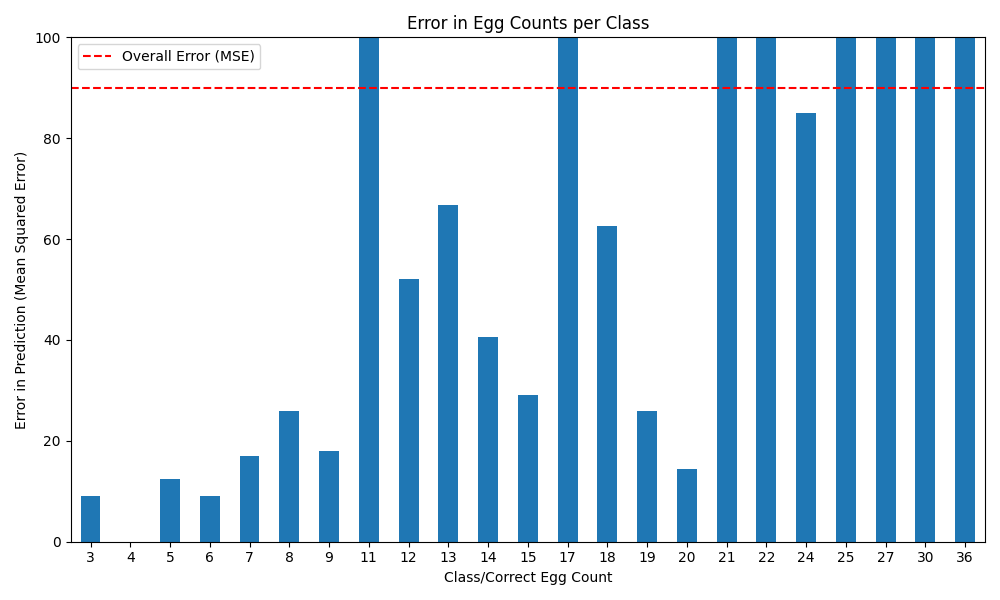 Error in Egg Counts per Class
Overall Error (MSE)
Error in Prediction (Mean Squared Error)
100
80
60
40
20
0
3 4 5 6 7 8 9 11 12 13 14 15 17 18 19 20 21 22 24 25 27 30 36
Class/Correct Egg Count